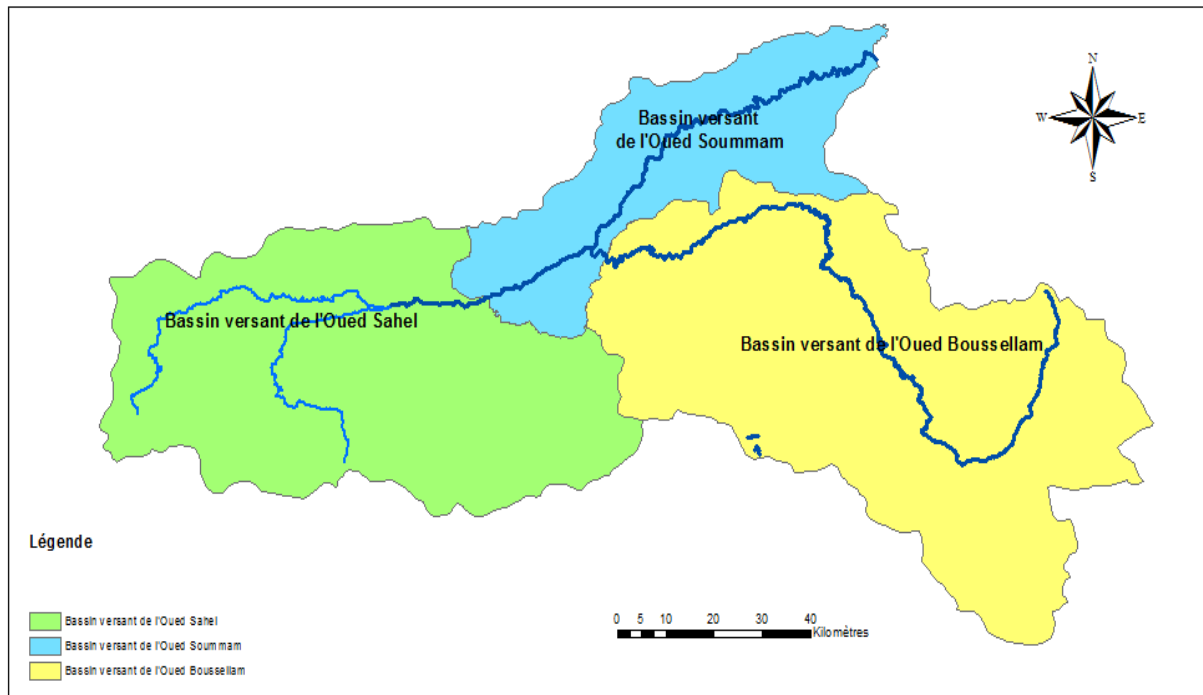 N
W
E
S
Bassin versant
de l'Oued Soummam
Bassin versant de l'Oued Sahel
Bassin versant de l'Oued Boussellam
Légende
Bassin versant de l'Oued Sahel
Bassin versant de l'Oued Soummam
Bassin versant de l'Oued Boussellam
0 5 10 20 30 40
Kilomètres